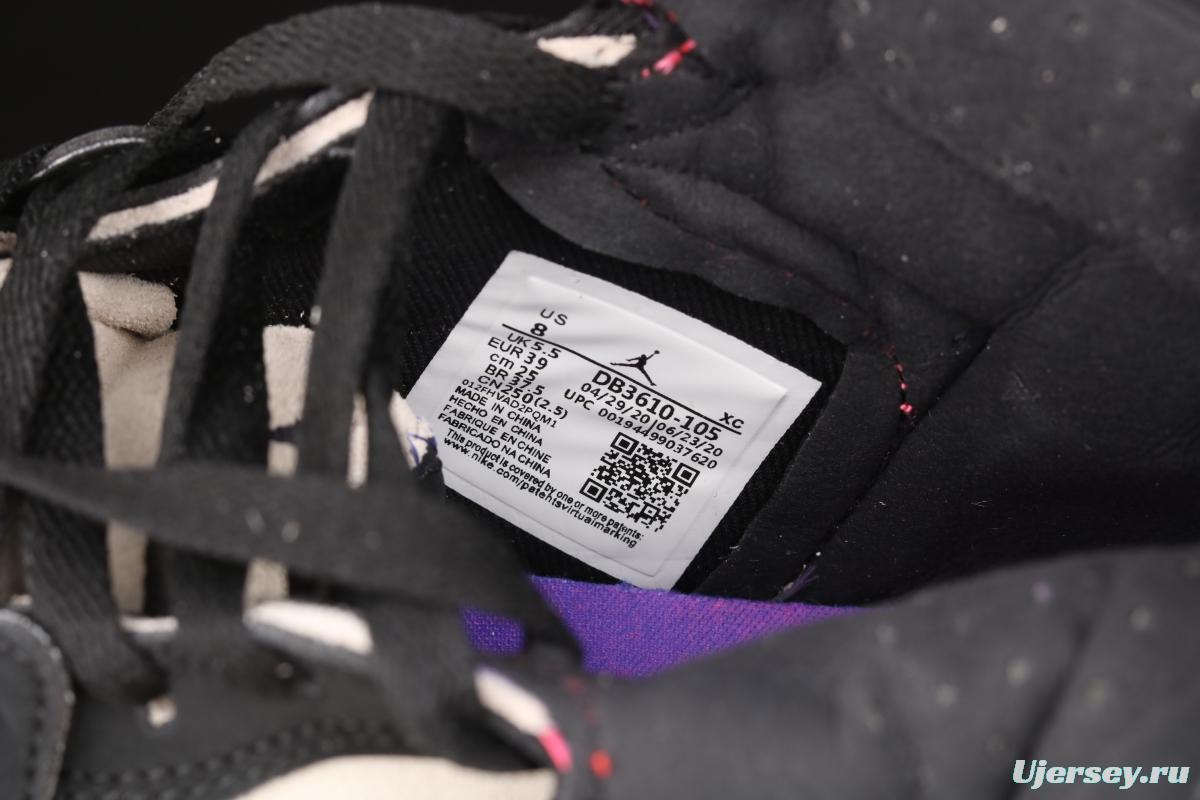 US
8
UK 5.5
EUR 39
cm 25
BR 37.5
CN 250(2.5)
012FHVAD2PQM1
MADE IN CHINA
HECHO EN CHINA
FABRIQUE EN CHINE
FABRICADO NA CHINA
This product is covered by one or more patents:
www.nike.com/patentsvirtualmarking
XC
DB3610-105
04/29/20|06/23/20
UPC 00194499037620
Ujersey.ru